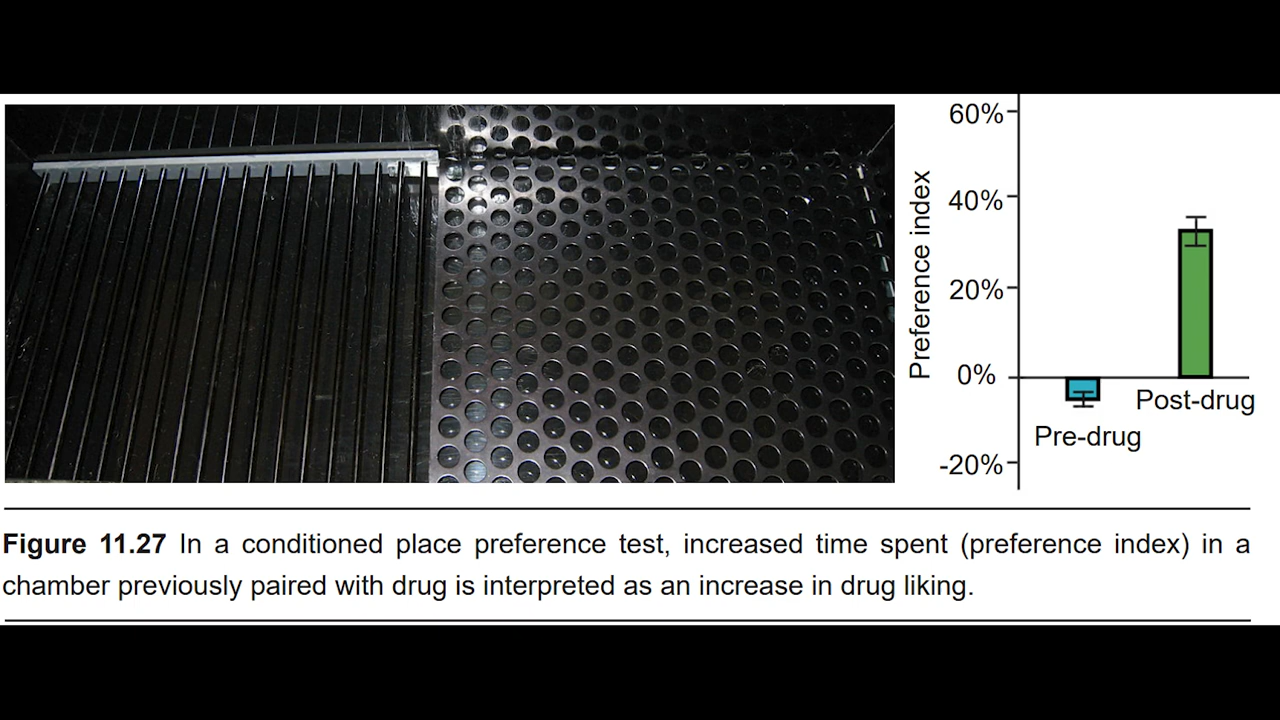 60%
40%
20%
0%
-20%
Preference index
Pre-drug
Post-drug
Figure 11.27 In a conditioned place preference test, increased time spent (preference index) in a
chamber previously paired with drug is interpreted as an increase in drug liking.